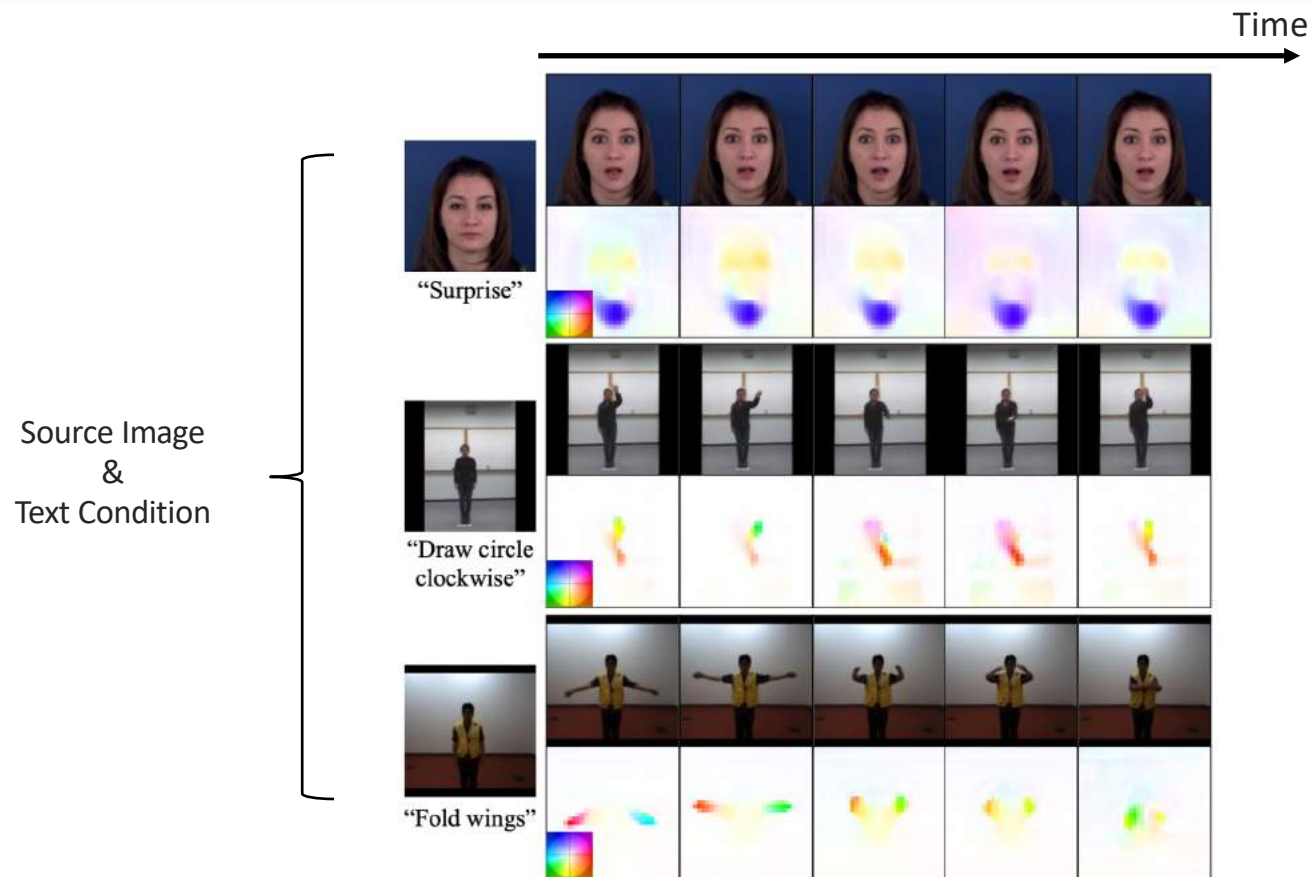 Time
“Surprise”
Source Image
&
Text Condition
“Draw circle
clockwise”
“Fold wings”